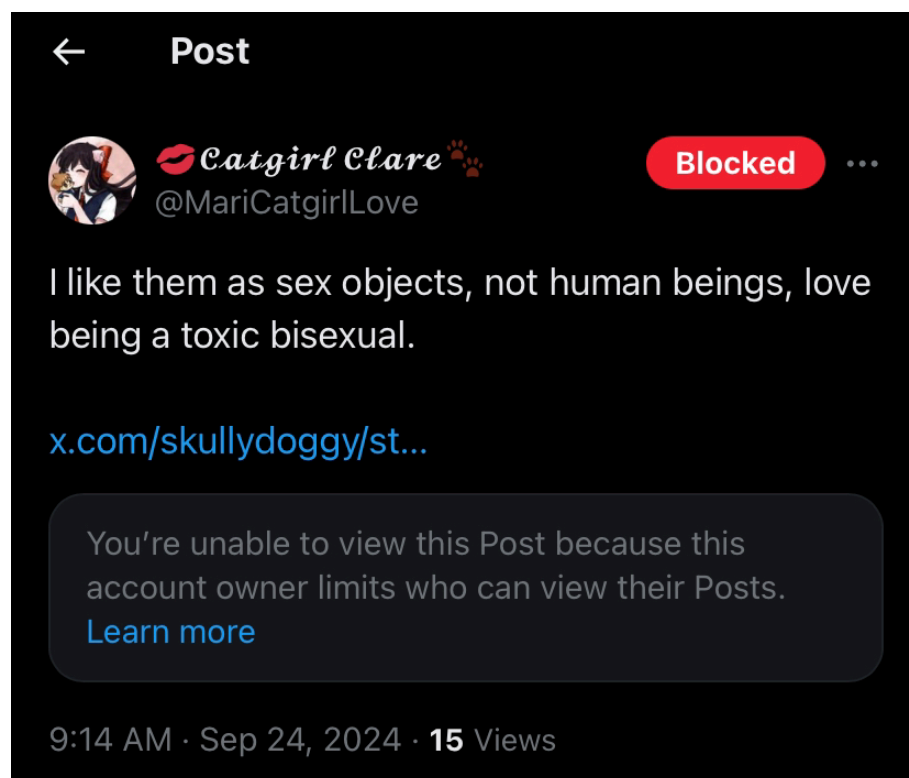 Post
💋𝓒𝓪𝓽𝓰𝓲𝓻𝓵 𝓒𝓵𝓪𝓻𝓮🐾
Blocked
@MariCatgirlLove
I like them as sex objects, not human beings, love
being a toxic bisexual.
x.com/skullydoggy/st...
You're unable to view this Post because this
account owner limits who can view their Posts.
Learn more
9:14 AM · Sep 24, 2024 · 15 Views